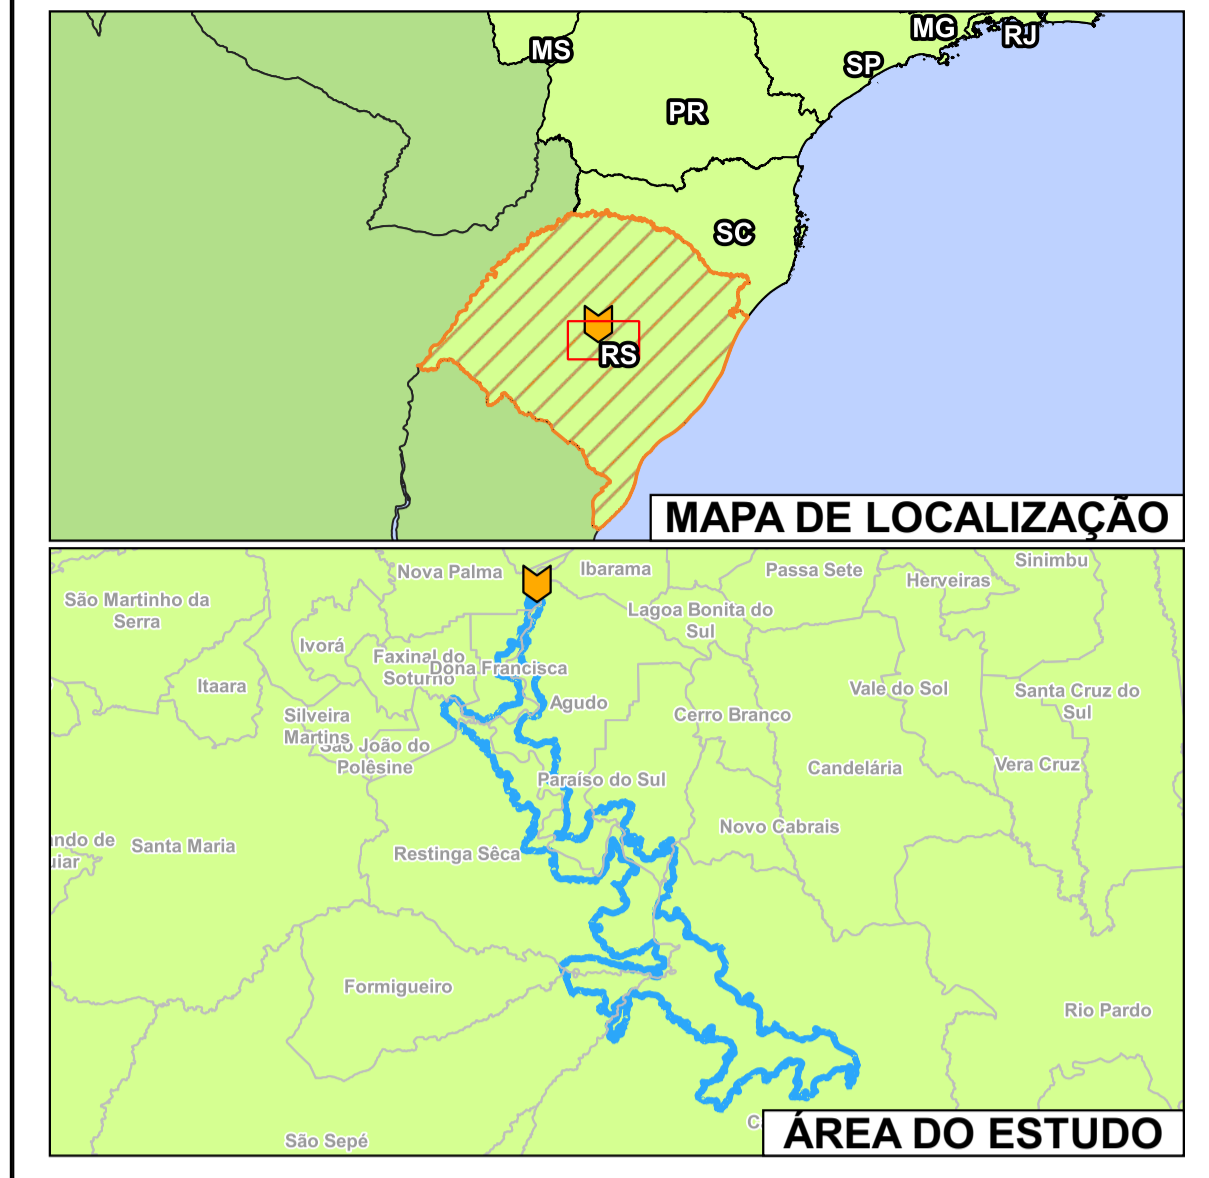 MG
RJ
MS
SP
PR
SC
RS
MAPA DE LOCALIZAÇÃO
Sinimbu
Nova Palma
Ibarama
Passa Sete
Herveiras
São Martinho da
Serra
Lagoa Bonita do
Sul
Ivorá
Faxinal do
Soturno
Dona Francisca
Itaara
Vale do Sol
Santa Cruz do
Sul
Agudo
Silveira
Martins
Cerro Branco
São João do
Polêsine
Candelária
Vera Cruz
Paraíso do Sul
Novo Cabrais
ndo de
uiar
Santa Maria
Restinga Sêca
Formigueiro
Rio Pardo
São Sepé
ÁREA DO ESTUDO